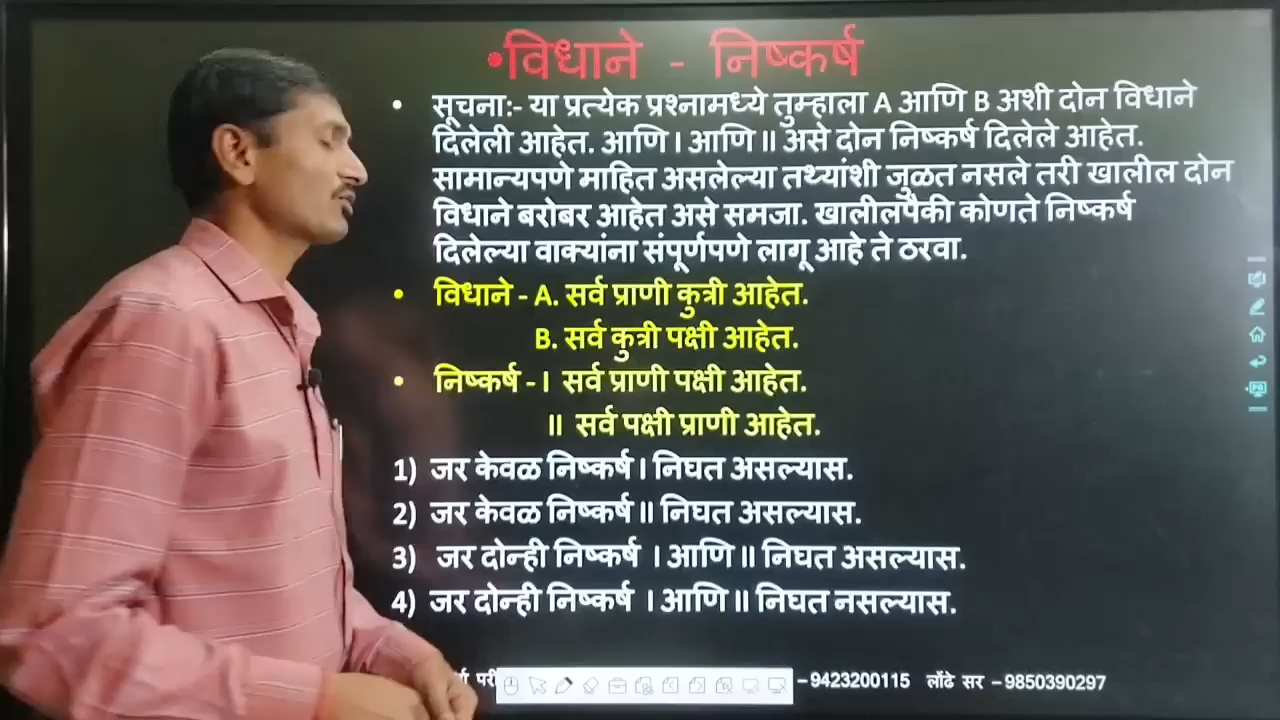 •विधाने - निष्कर्ष
• सूचनाः- या प्रत्येक प्रश्नामध्ये तुम्हाला A आणि B अशी दोन विधाने
दिलेली आहेत. आणि I आणि II असे दोन निष्कर्ष दिलेले आहेत.
सामान्यपणे माहित असलेल्या तथ्यांशी जुळत नसले तरी खालील दोन
विधाने बरोबर आहेत असे समजा. खालीलपैकी कोणते निष्कर्ष
दिलेल्या वाक्यांना संपूर्णपणे लागू आहे ते ठरवा.
• विधाने - A. सर्व प्राणी कुत्री आहेत.
B. सर्व कुत्री पक्षी आहेत.
• निष्कर्ष - I सर्व प्राणी पक्षी आहेत.
II सर्व पक्षी प्राणी आहेत.
1) जर केवळ निष्कर्ष I निघत असल्यास.
2) जर केवळ निष्कर्ष II निघत असल्यास.
3) जर दोन्ही निष्कर्ष I आणि II निघत असल्यास.
4) जर दोन्ही निष्कर्ष I आणि II निघत नसल्यास.
–9423200115 लोंढे सर –9850390297